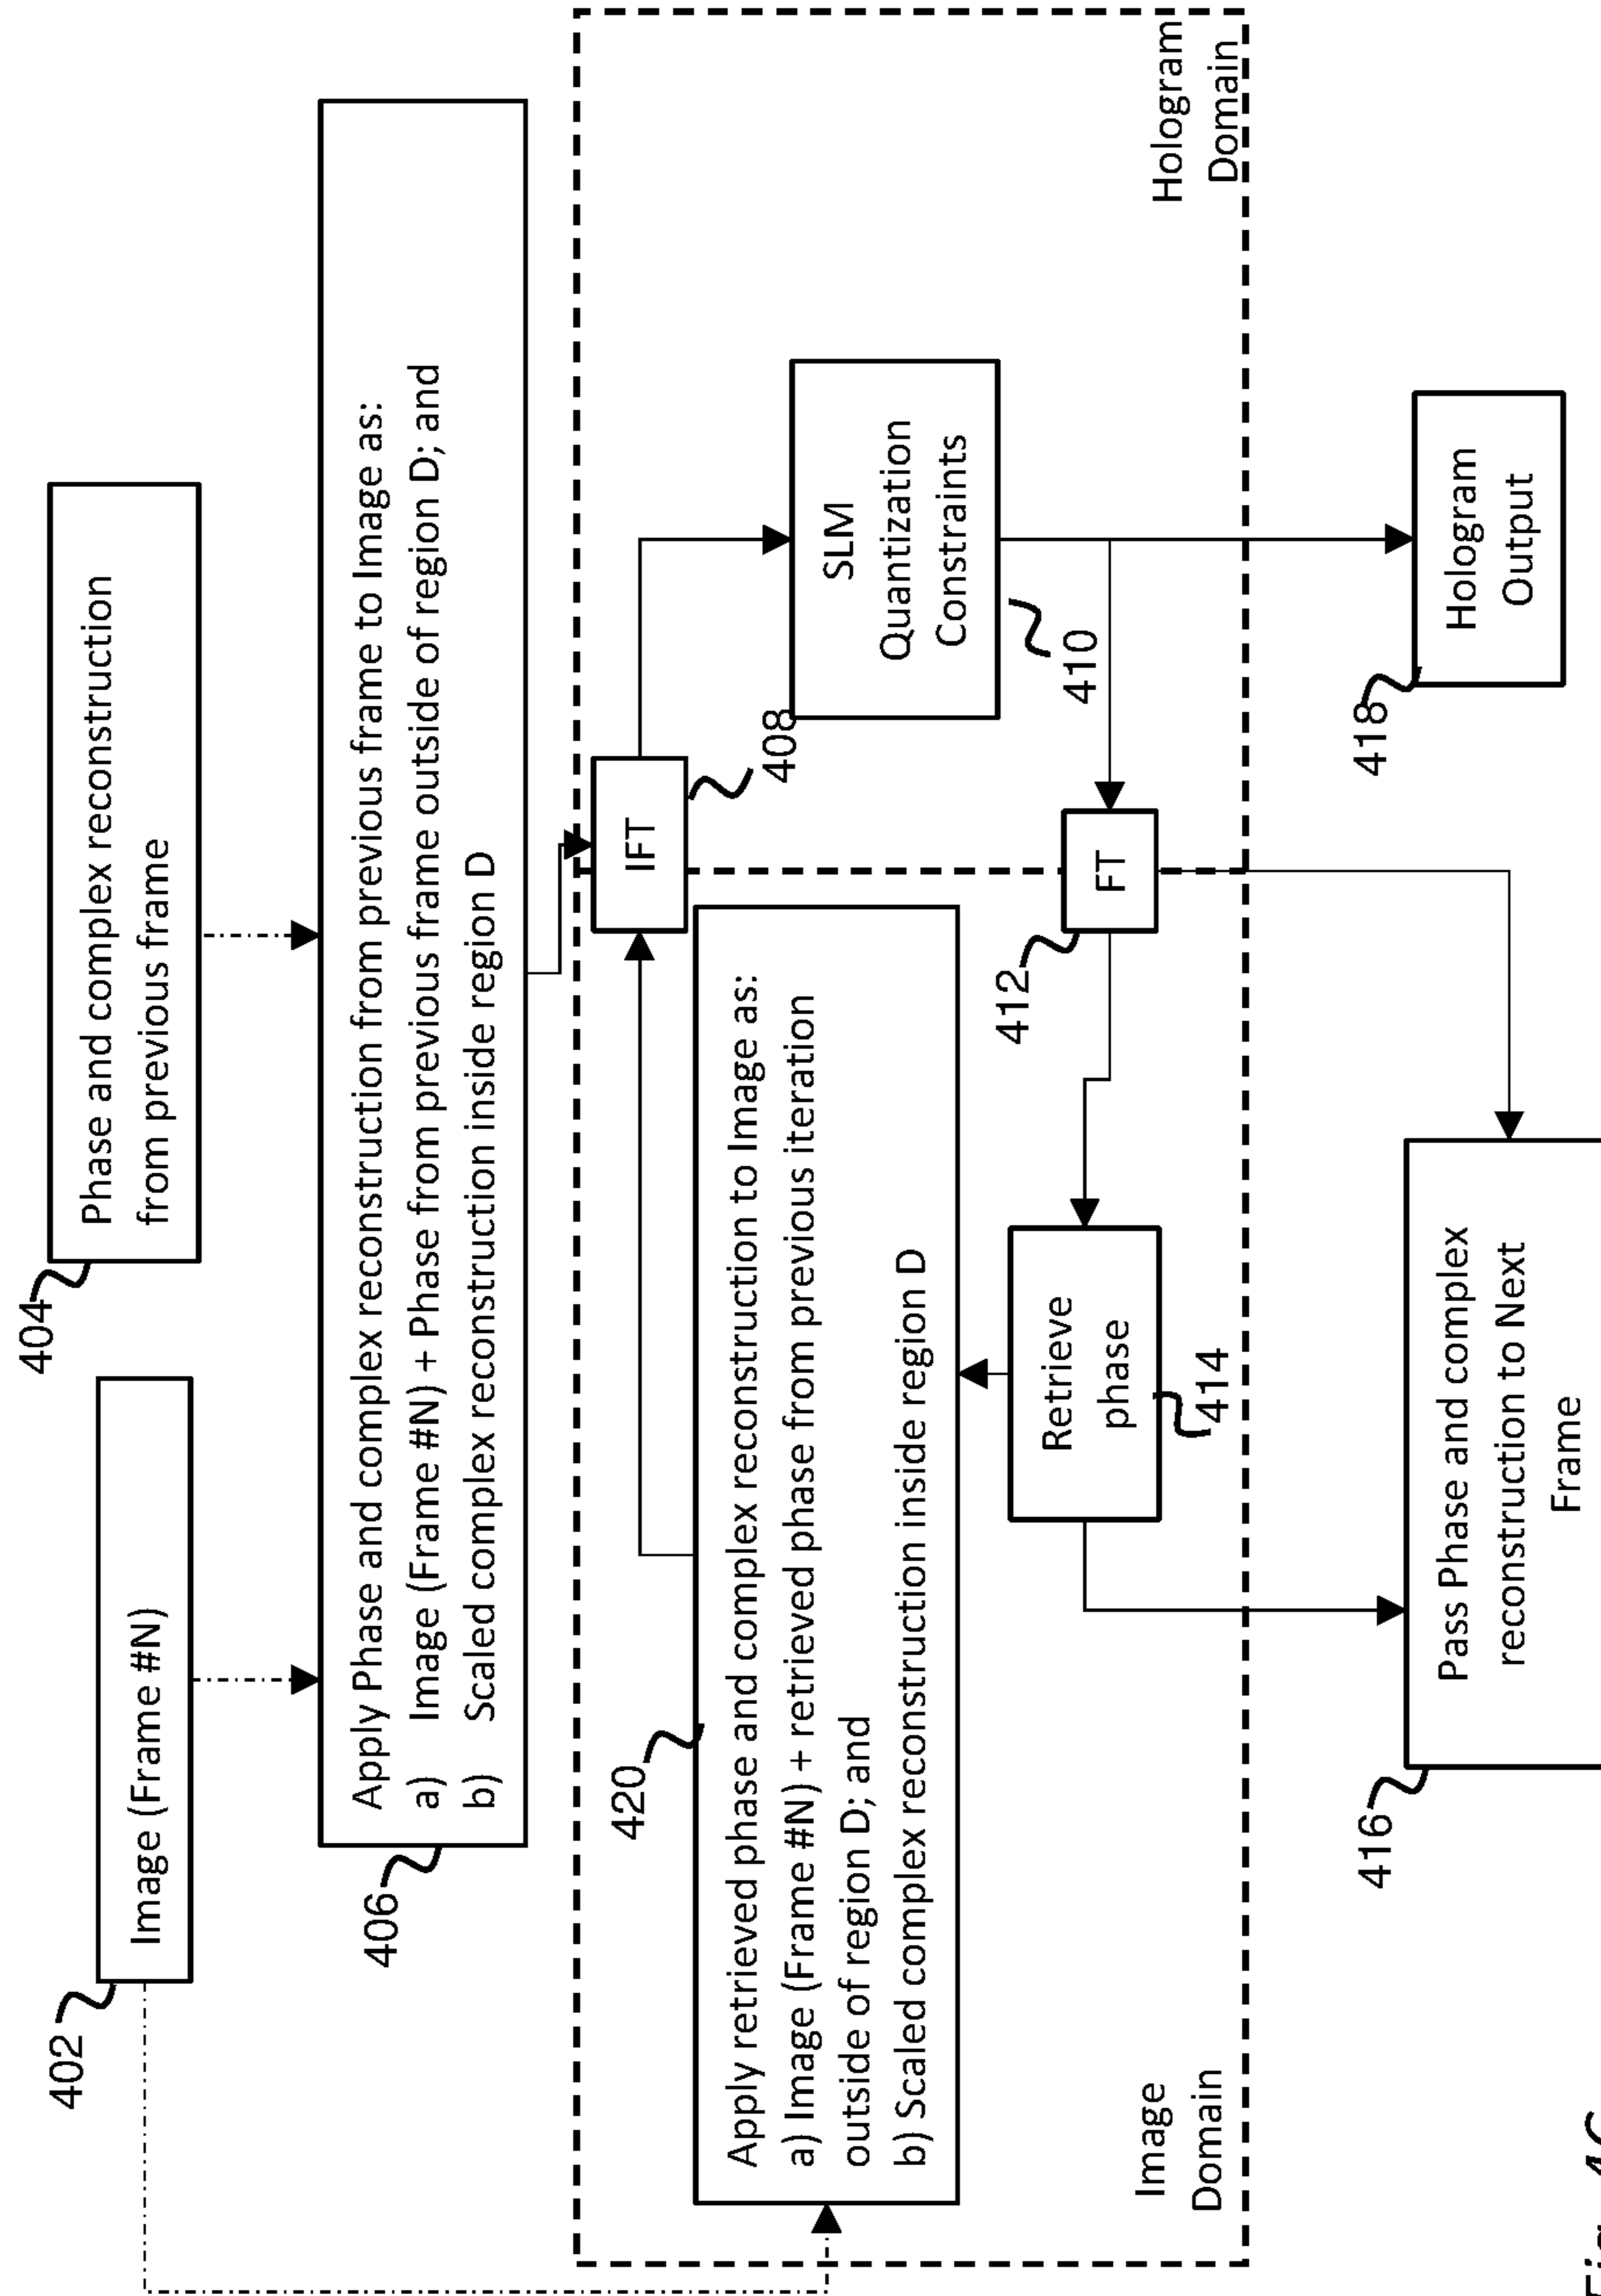 402
Image (Frame #N)
404
Phase and complex reconstruction
from previous frame
406
Apply Phase and complex reconstruction from previous frame to Image as:
a) Image (Frame #N) + Phase from previous frame outside of region D; and
b) Scaled complex reconstruction inside region D
IFT
408
420
Apply retrieved phase and complex reconstruction to Image as:
a) Image (Frame #N) + retrieved phase from previous iteration
outside of region D; and
b) Scaled complex reconstruction inside region D
SLM
Quantization
Constraints
410
412
FT
Retrieve
phase
414
Image
Domain
Hologram
Domain
416
Pass Phase and complex
reconstruction to Next
Frame
418
Hologram
Output
Fig. 4C